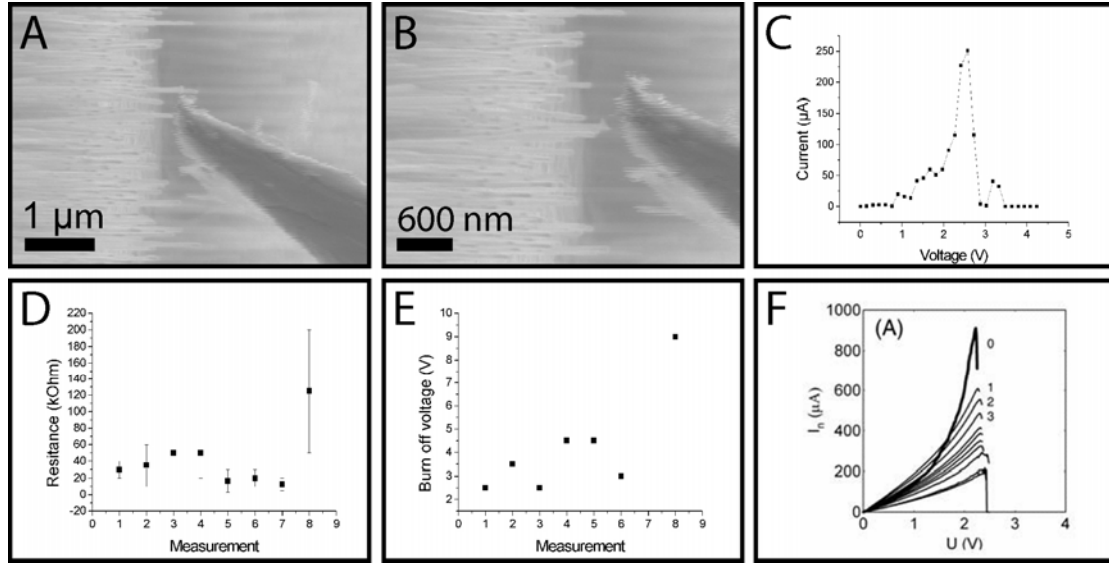 A
1 µm
B
600 nm
C
250
200
150
100
50
0
Current (µA)
0 1 2 3 4 5
Voltage (V)
D
220
200
180
160
140
120
100
80
60
40
20
0
-20
Resitance (kOhm)
0 1 2 3 4 5 6 7 8 9
Measurement
E
10
9
8
7
6
5
4
3
2
Burn off voltage (V)
0 1 2 3 4 5 6 7 8 9
Measurement
F
(A)
1000
800
600
400
200
0
Iₙ (µA)
0
1
2
3
0 1 2 3 4
U (V)